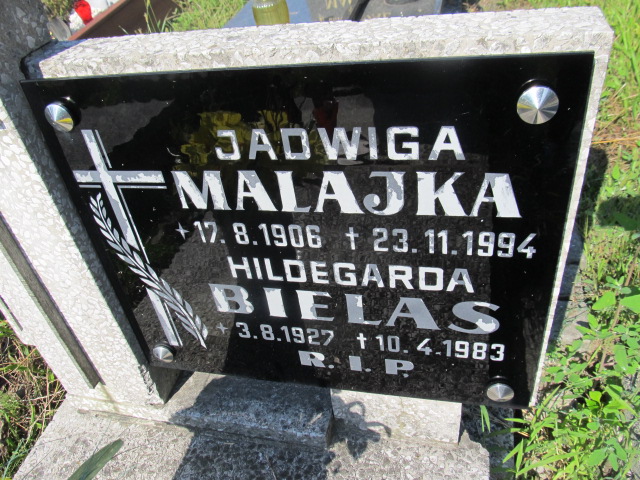 JADWIGA
MALAJKA
*17.8.1906 †23.11.1994
HILDEGARDA
BIELAS
*3.8.1927 †10.4.1983
R.I.P.